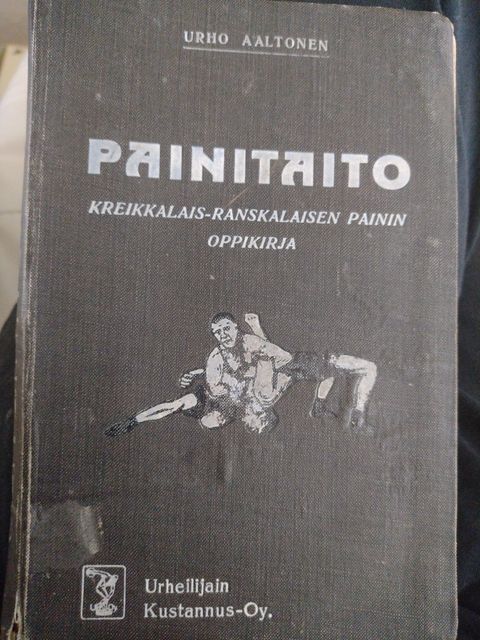 URHO AALTONEN
PAINITAITO
KREIKKALAIS-RANSKALAISEN PAININ
OPPIKIRJA
Urheilijain
Kustannus-Oy.